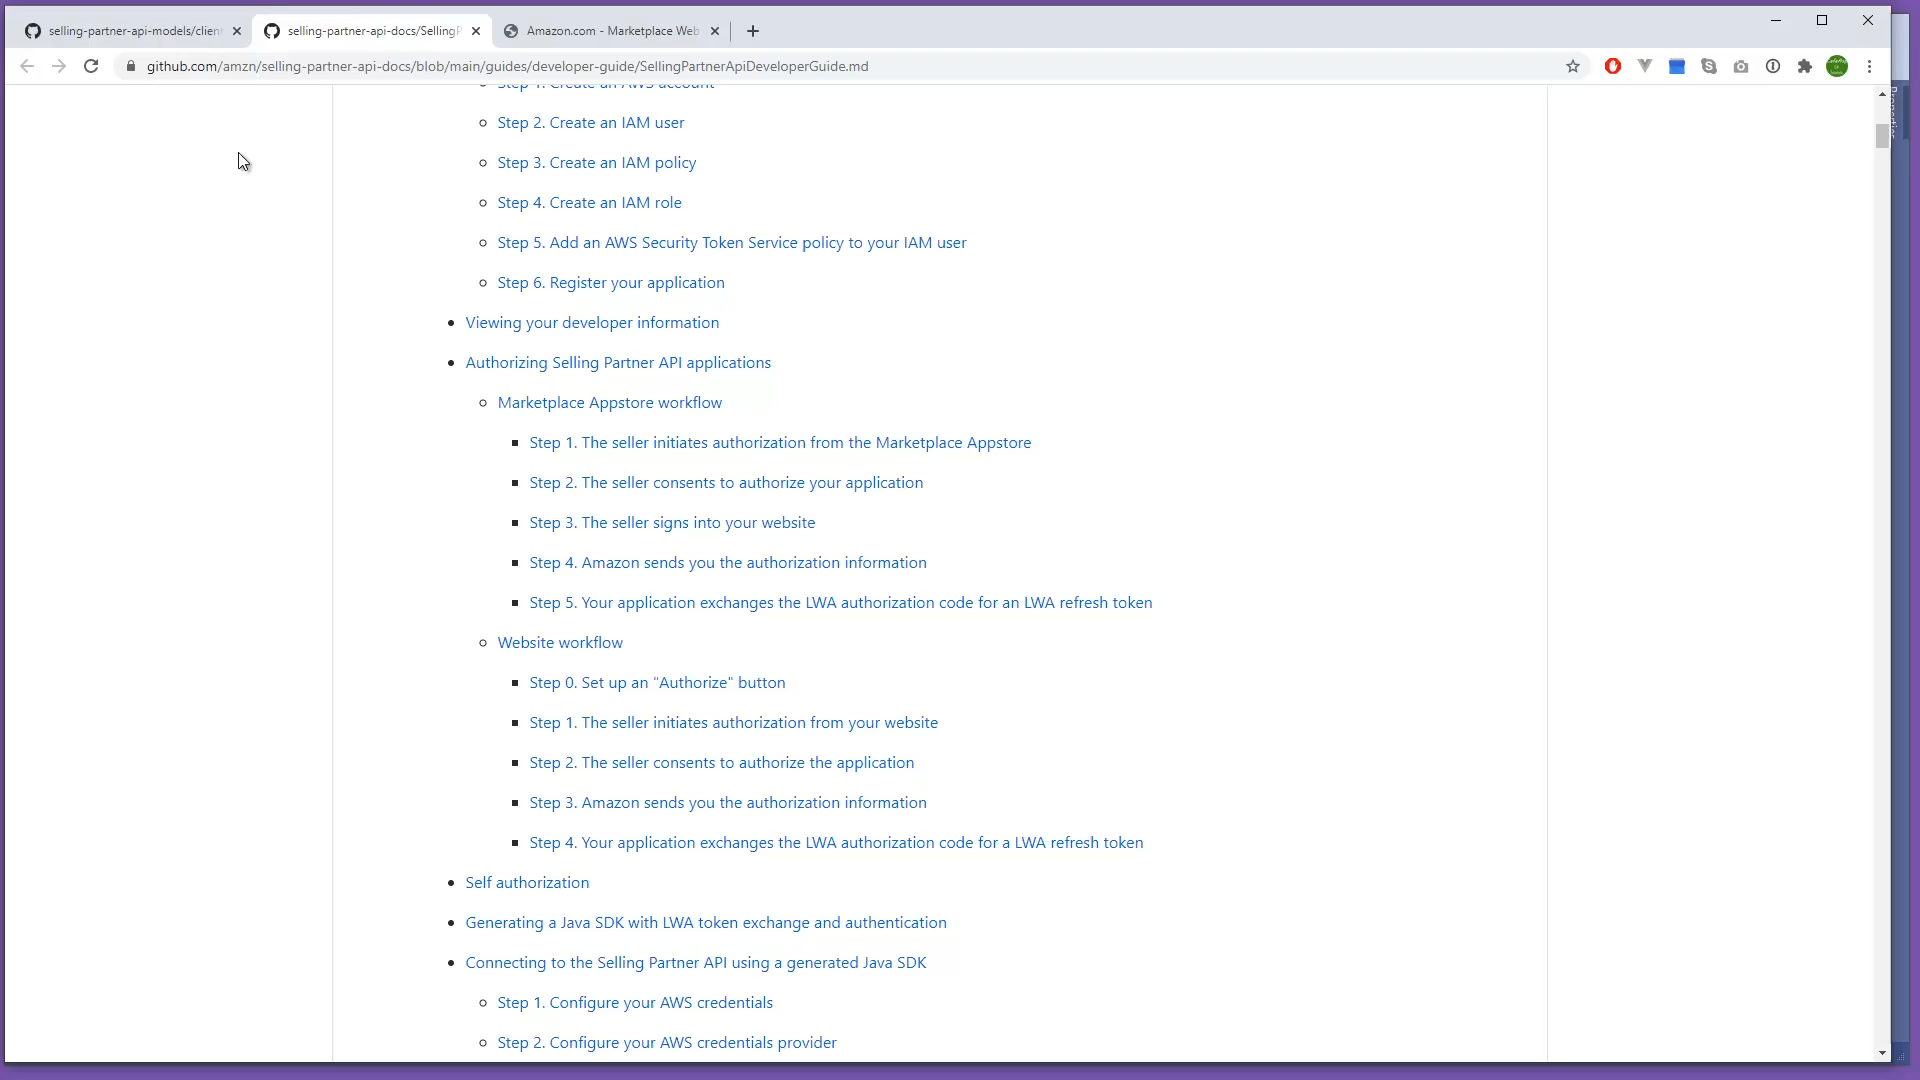 selling-partner-api-models/clien
selling-partner-api-docs/SellingP
Amazon.com - Marketplace Web
github.com/amzn/selling-partner-api-docs/blob/main/guides/developer-guide/SellingPartnerApiDeveloperGuide.md
Step 1. Create an AWS account
Step 2. Create an IAM user
Step 3. Create an IAM policy
Step 4. Create an IAM role
Step 5. Add an AWS Security Token Service policy to your IAM user
Step 6. Register your application
Viewing your developer information
Authorizing Selling Partner API applications
Marketplace Appstore workflow
Step 1. The seller initiates authorization from the Marketplace Appstore
Step 2. The seller consents to authorize your application
Step 3. The seller signs into your website
Step 4. Amazon sends you the authorization information
Step 5. Your application exchanges the LWA authorization code for an LWA refresh token
Website workflow
Step 0. Set up an "Authorize" button
Step 1. The seller initiates authorization from your website
Step 2. The seller consents to authorize the application
Step 3. Amazon sends you the authorization information
Step 4. Your application exchanges the LWA authorization code for a LWA refresh token
Self authorization
Generating a Java SDK with LWA token exchange and authentication
Connecting to the Selling Partner API using a generated Java SDK
Step 1. Configure your AWS credentials
Step 2. Configure your AWS credentials provider